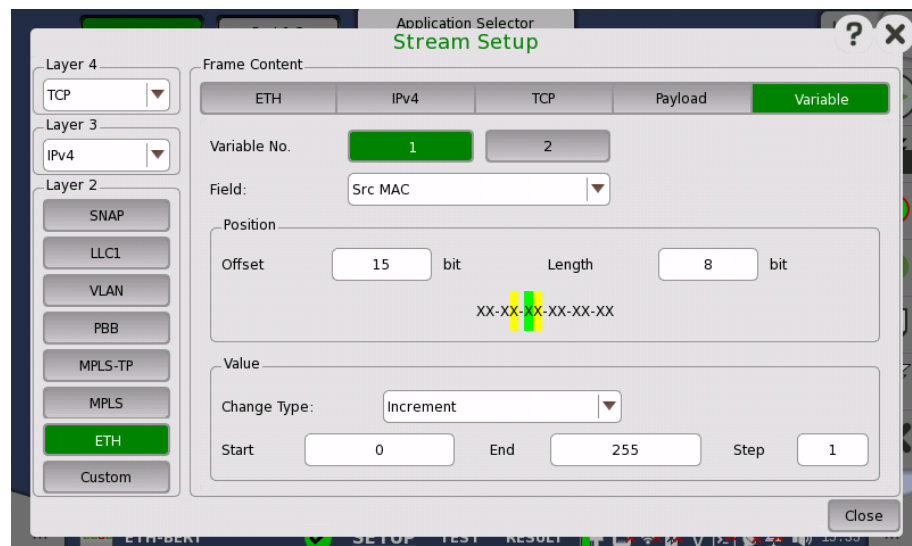 Application Selector
Stream Setup
? X
Layer 4
TCP
Layer 3
IPv4
Layer 2
SNAP
LLC1
VLAN
PBB
MPLS-TP
MPLS
ETH
Custom
Frame Content
ETH IPv4 TCP Payload Variable
Variable No. 1 2
Field: Src MAC
Position
Offset 15 bit Length 8 bit
XX-XX-XX-XX-XX-XX
Value
Change Type: Increment
Start 0 End 255 Step 1
Close
ETH-BERT SETUP TEST RESULT